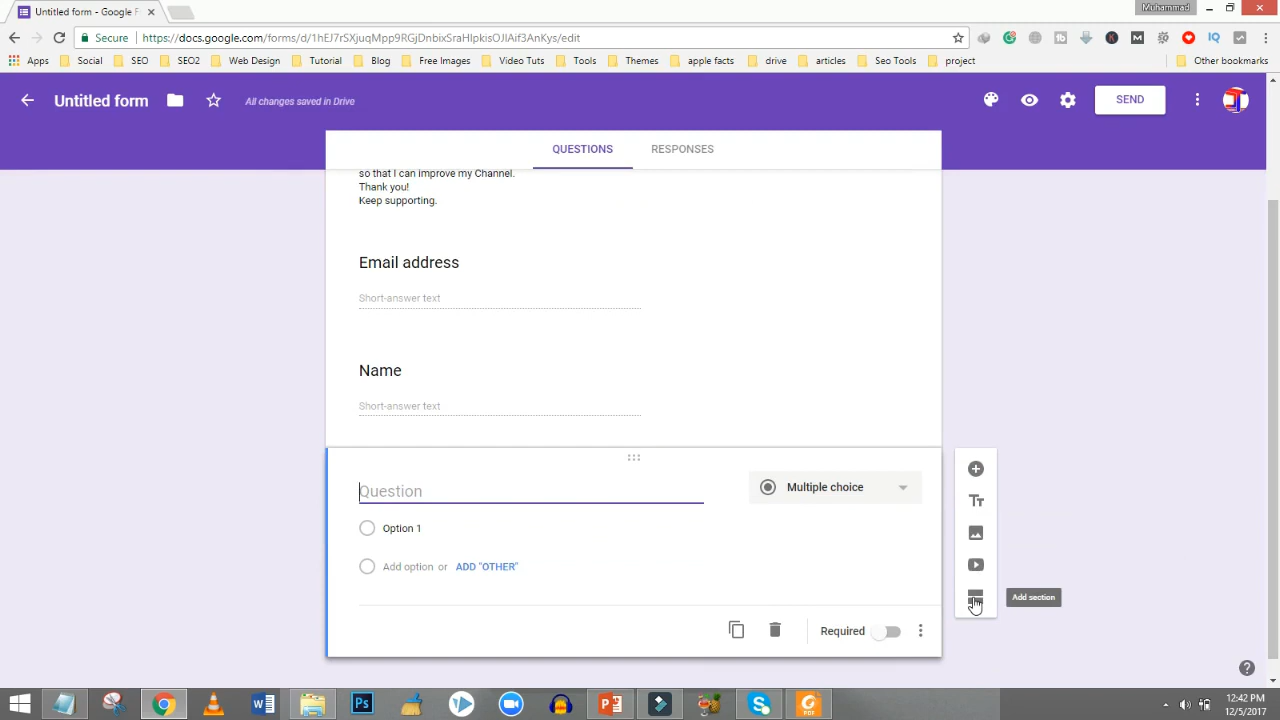 Untitled form - Google F
Muhammad
Secure
https://docs.google.com/forms/d/1hEJ7rSXjuqMpp9RGjDnbixSraHlpkisOJlAif3AnKys/edit
Apps Social SEO SEO2 Web Design Tutorial Blog Free Images Video Tuts Tools Themes apple facts drive articles Seo Tools project Other bookmarks
Untitled form
All changes saved in Drive
SEND
QUESTIONS RESPONSES
so that I can improve my Channel.
Thank you!
Keep supporting.
Email address
Short-answer text
Name
Short-answer text
Question
Multiple choice
Option 1
Add option or ADD "OTHER"
Add section
Required
12:42 PM
12/5/2017